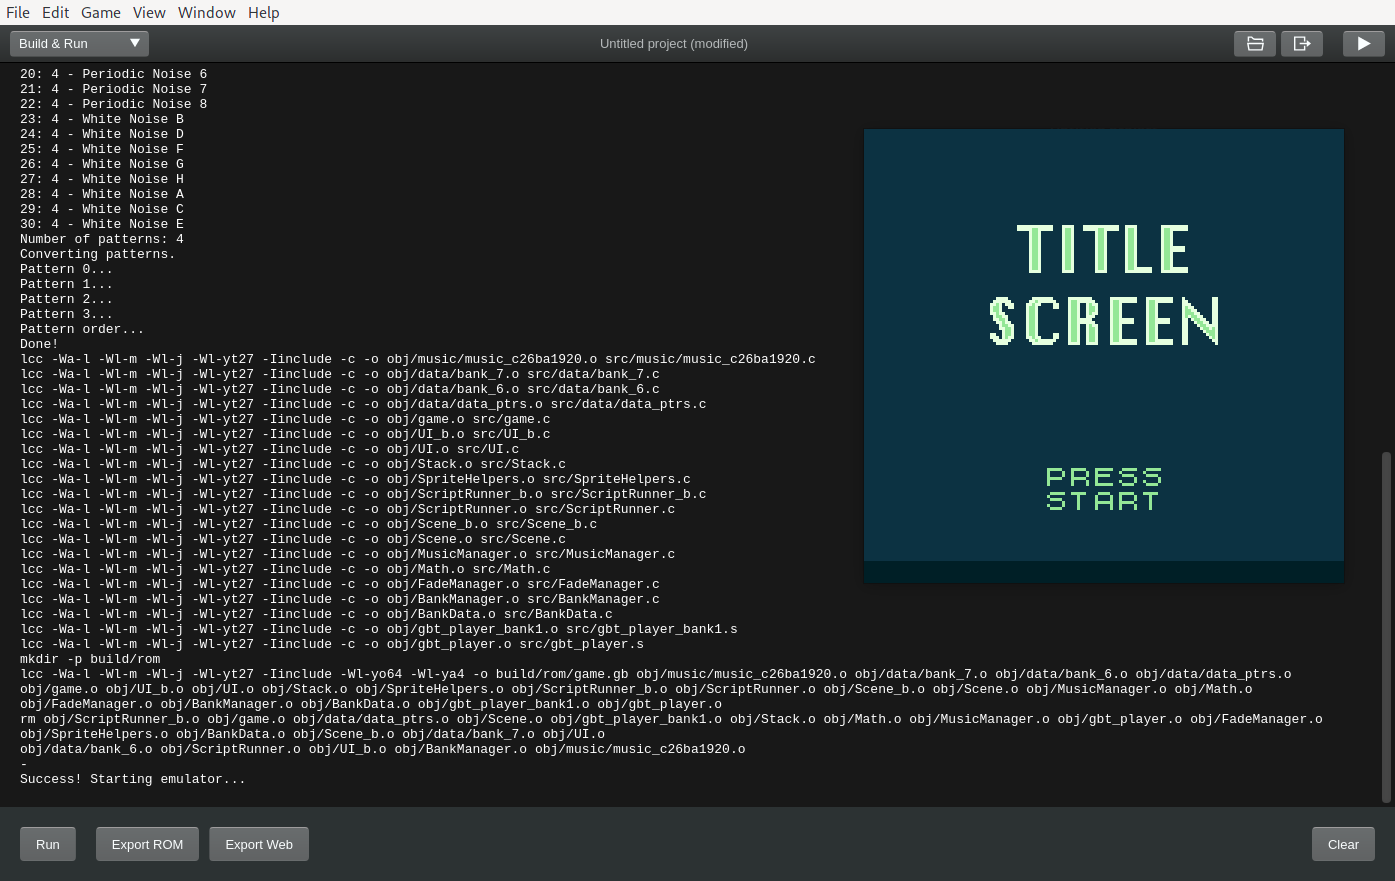 File Edit Game View Window Help
Build & Run ▼ Untitled project (modified)
20: 4 - Periodic Noise 6
21: 4 - Periodic Noise 7
22: 4 - Periodic Noise 8
23: 4 - White Noise B
24: 4 - White Noise D
25: 4 - White Noise F
26: 4 - White Noise G
27: 4 - White Noise H
28: 4 - White Noise A
29: 4 - White Noise C
30: 4 - White Noise E
Number of patterns: 4
Converting patterns.
Pattern 0...
Pattern 1...
Pattern 2...
Pattern 3...
Pattern order...
Done!
lcc -Wa-l -Wl-m -Wl-j -Wl-yt27 -Iinclude -c -o obj/music/music_c26ba1920.o src/music/music_c26ba1920.c
lcc -Wa-l -Wl-m -Wl-j -Wl-yt27 -Iinclude -c -o obj/data/bank_7.o src/data/bank_7.c
lcc -Wa-l -Wl-m -Wl-j -Wl-yt27 -Iinclude -c -o obj/data/bank_6.o src/data/bank_6.c
lcc -Wa-l -Wl-m -Wl-j -Wl-yt27 -Iinclude -c -o obj/data/data_ptrs.o src/data/data_ptrs.c
lcc -Wa-l -Wl-m -Wl-j -Wl-yt27 -Iinclude -c -o obj/game.o src/game.c
lcc -Wa-l -Wl-m -Wl-j -Wl-yt27 -Iinclude -c -o obj/UI_b.o src/UI_b.c
lcc -Wa-l -Wl-m -Wl-j -Wl-yt27 -Iinclude -c -o obj/UI.o src/UI.c
lcc -Wa-l -Wl-m -Wl-j -Wl-yt27 -Iinclude -c -o obj/Stack.o src/Stack.c
lcc -Wa-l -Wl-m -Wl-j -Wl-yt27 -Iinclude -c -o obj/SpriteHelpers.o src/SpriteHelpers.c
lcc -Wa-l -Wl-m -Wl-j -Wl-yt27 -Iinclude -c -o obj/ScriptRunner_b.o src/ScriptRunner_b.c
lcc -Wa-l -Wl-m -Wl-j -Wl-yt27 -Iinclude -c -o obj/ScriptRunner.o src/ScriptRunner.c
lcc -Wa-l -Wl-m -Wl-j -Wl-yt27 -Iinclude -c -o obj/Scene_b.o src/Scene_b.c
lcc -Wa-l -Wl-m -Wl-j -Wl-yt27 -Iinclude -c -o obj/Scene.o src/Scene.c
lcc -Wa-l -Wl-m -Wl-j -Wl-yt27 -Iinclude -c -o obj/MusicManager.o src/MusicManager.c
lcc -Wa-l -Wl-m -Wl-j -Wl-yt27 -Iinclude -c -o obj/Math.o src/Math.c
lcc -Wa-l -Wl-m -Wl-j -Wl-yt27 -Iinclude -c -o obj/FadeManager.o src/FadeManager.c
lcc -Wa-l -Wl-m -Wl-j -Wl-yt27 -Iinclude -c -o obj/BankManager.o src/BankManager.c
lcc -Wa-l -Wl-m -Wl-j -Wl-yt27 -Iinclude -c -o obj/BankData.o src/BankData.c
lcc -Wa-l -Wl-m -Wl-j -Wl-yt27 -Iinclude -c -o obj/gbt_player_bank1.o src/gbt_player_bank1.s
lcc -Wa-l -Wl-m -Wl-j -Wl-yt27 -Iinclude -c -o obj/gbt_player.o src/gbt_player.s
mkdir -p build/rom
lcc -Wa-l -Wl-m -Wl-j -Wl-yt27 -Iinclude -Wl-yo64 -Wl-ya4 -o build/rom/game.gb obj/music/music_c26ba1920.o obj/data/bank_7.o obj/data/bank_6.o obj/data/data_ptrs.o
obj/game.o obj/UI_b.o obj/UI.o obj/Stack.o obj/SpriteHelpers.o obj/ScriptRunner_b.o obj/ScriptRunner.o obj/Scene_b.o obj/Scene.o obj/MusicManager.o obj/Math.o
obj/FadeManager.o obj/BankManager.o obj/BankData.o obj/gbt_player_bank1.o obj/gbt_player.o
rm obj/ScriptRunner_b.o obj/game.o obj/data/data_ptrs.o obj/Scene.o obj/gbt_player_bank1.o obj/Stack.o obj/Math.o obj/MusicManager.o obj/gbt_player.o obj/FadeManager.o
obj/SpriteHelpers.o obj/BankData.o obj/Scene_b.o obj/data/bank_7.o obj/UI.o
obj/data/bank_6.o obj/ScriptRunner.o obj/UI_b.o obj/BankManager.o obj/music/music_c26ba1920.o
-
Success! Starting emulator...
TITLE
SCREEN
PRESS
START
Run Export ROM Export Web Clear